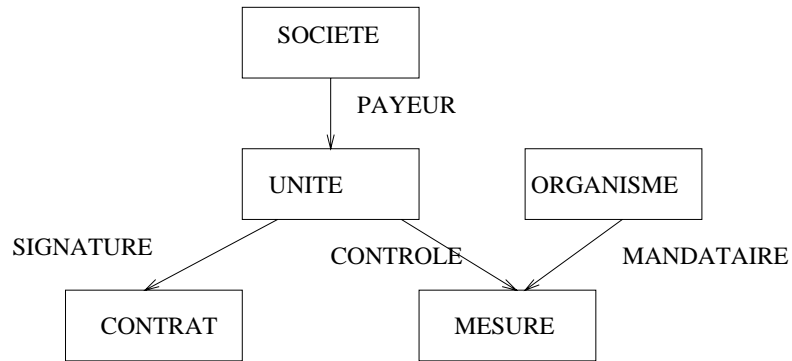 SOCIETE
PAYEUR
UNITE
ORGANISME
SIGNATURE
CONTROLE
MANDATAIRE
CONTRAT
MESURE